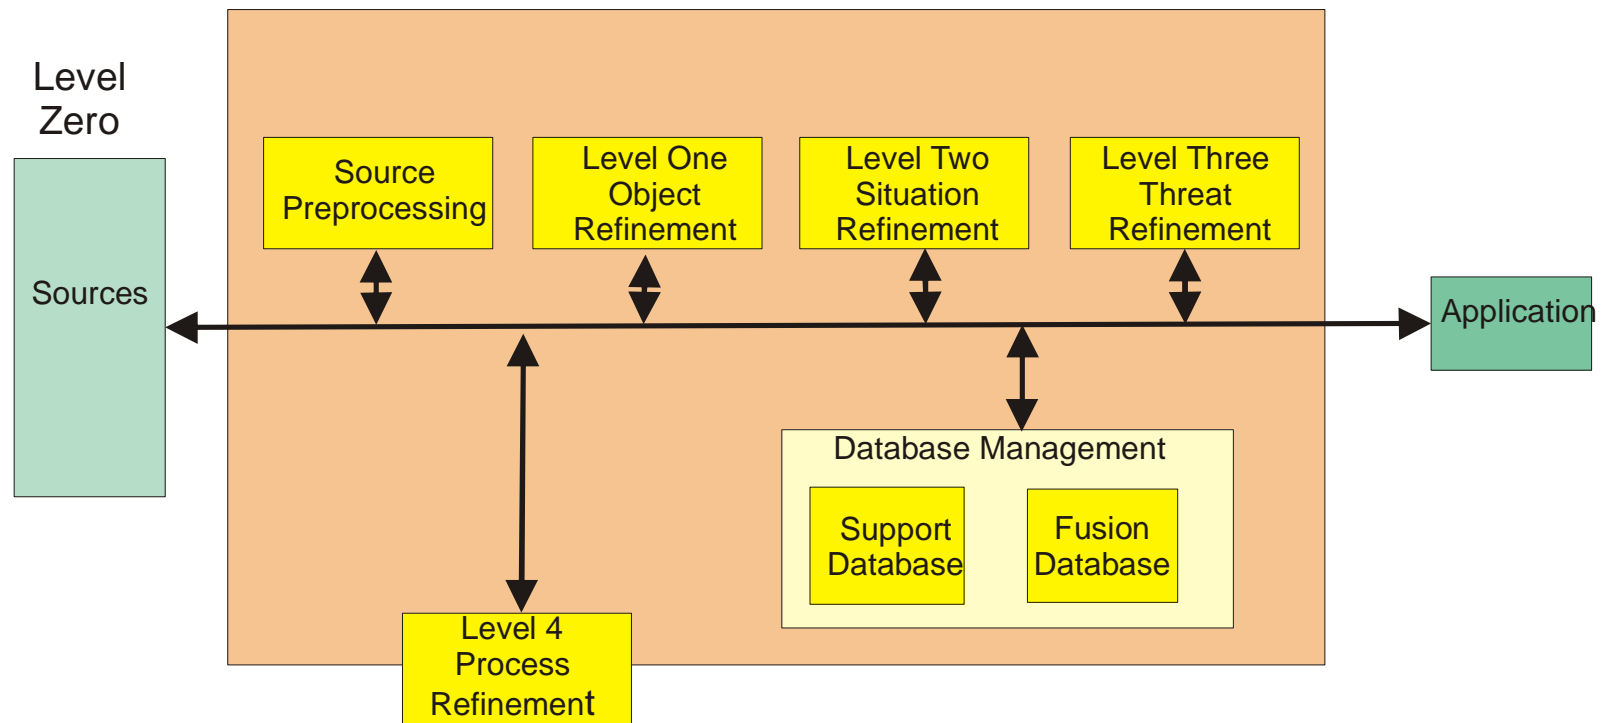 Level
Zero
Sources
Source
Preprocessing
Level One
Object
Refinement
Level Two
Situation
Refinement
Level Three
Threat
Refinement
Application
Database Management
Support
Database
Fusion
Database
Level 4
Process
Refinement